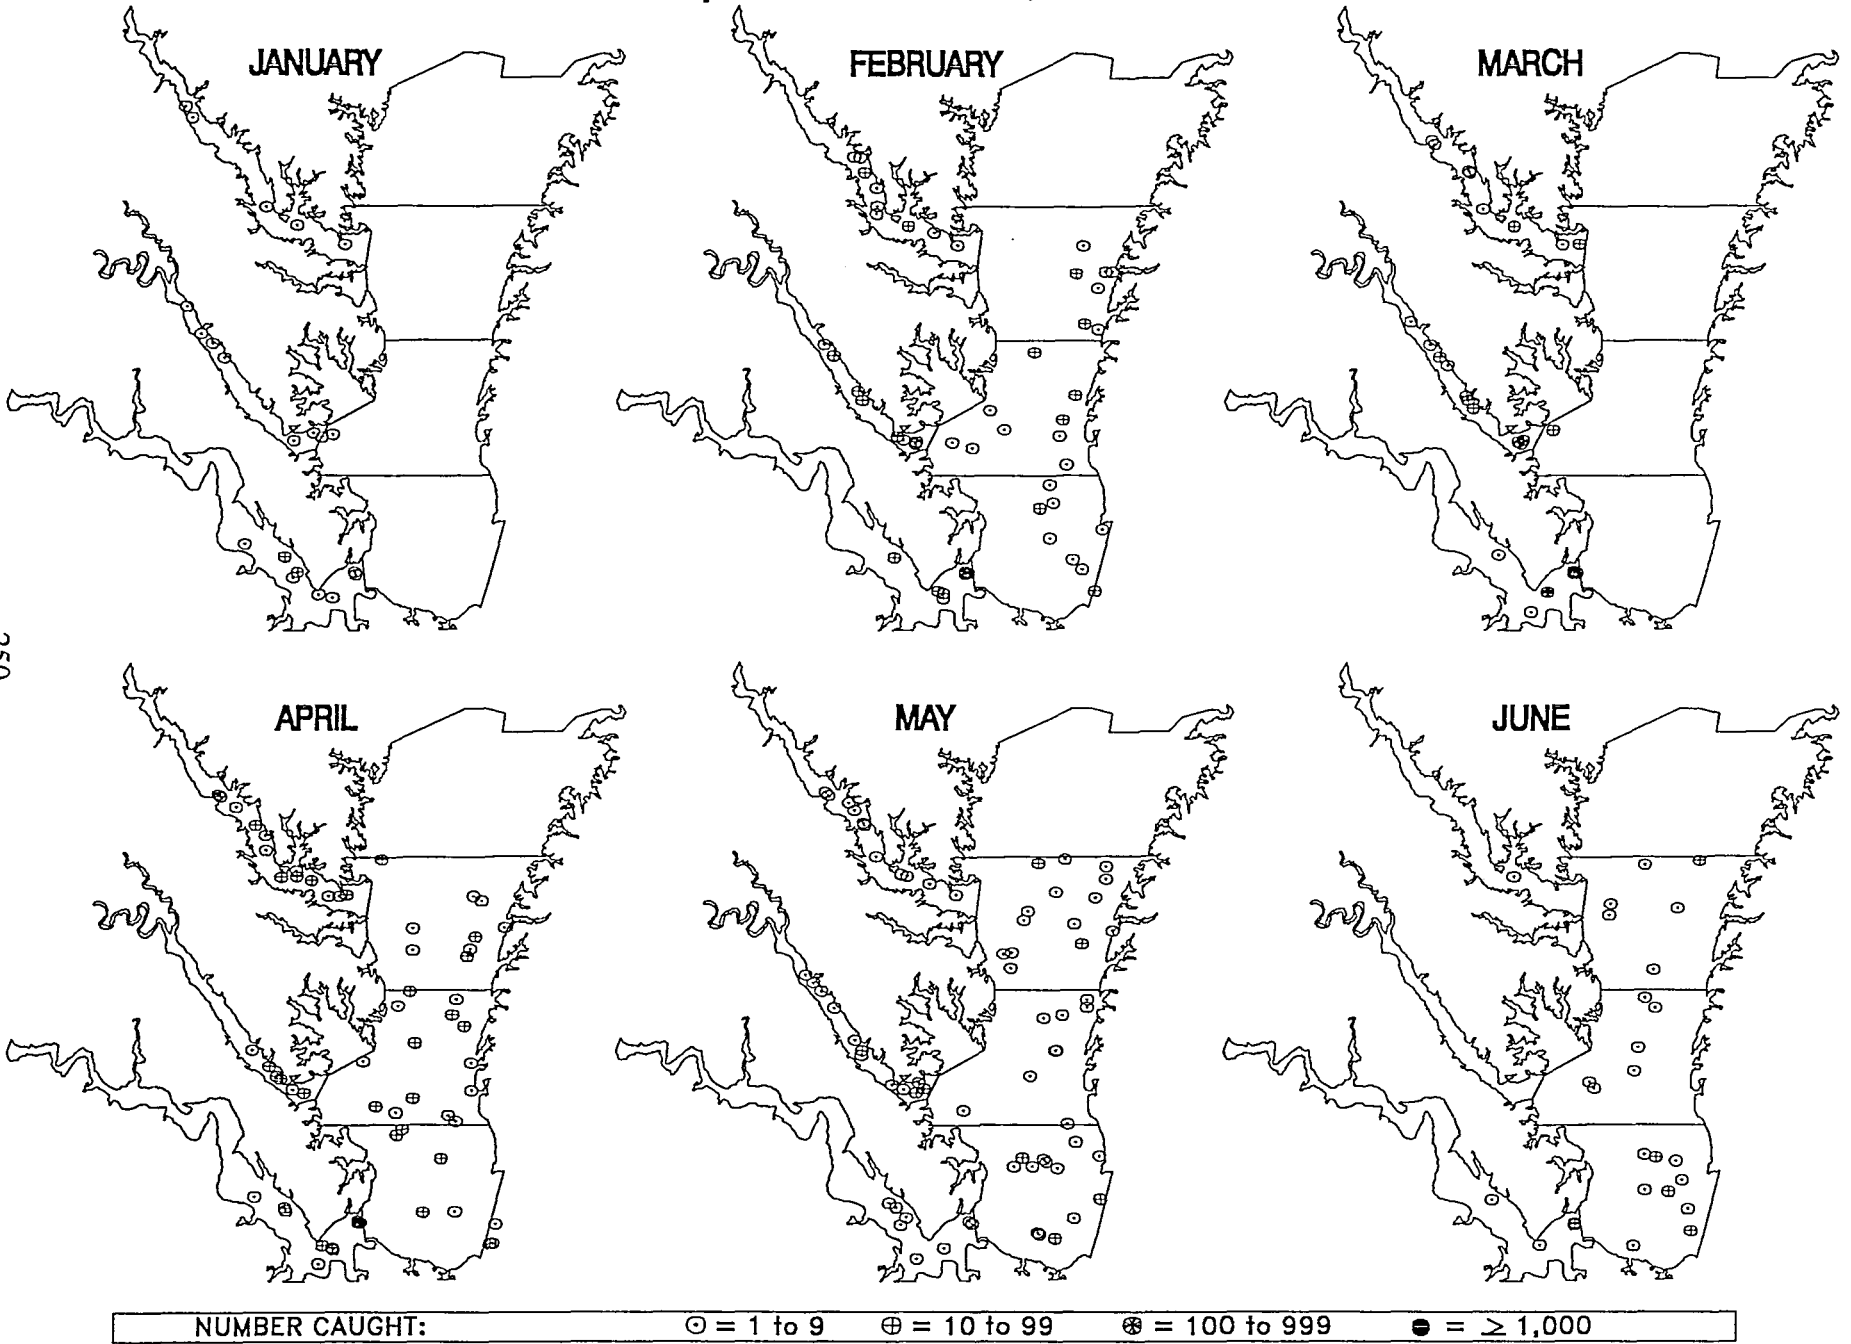 JANUARY
FEBRUARY
MARCH
250
APRIL
MAY
JUNE
NUMBER CAUGHT: ⊙ = 1 to 9 ⊕ = 10 to 99 ⊛ = 100 to 999 ● = ≥ 1,000